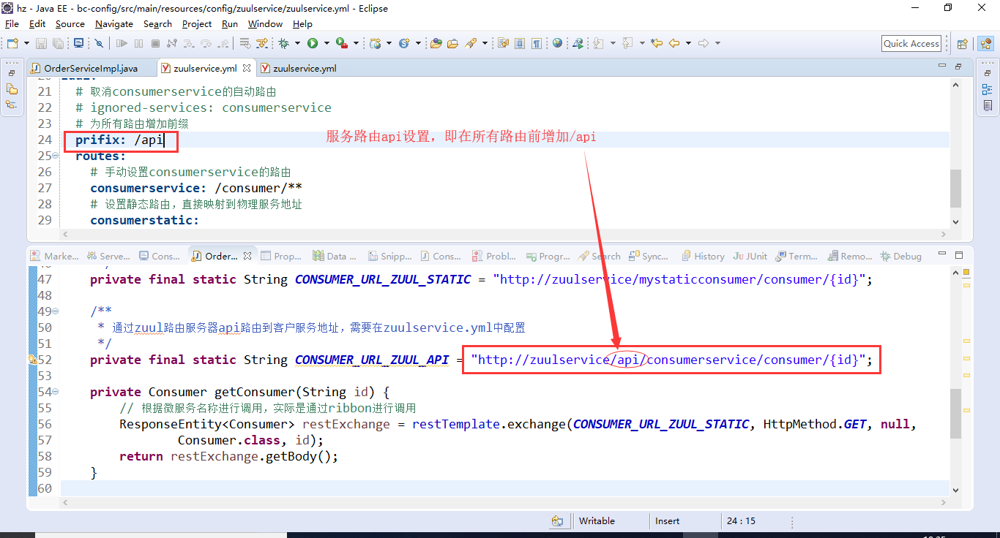 hz - Java EE - bc-config/src/main/resources/config/zuulservice/zuulservice.yml - Eclipse
File Edit Source Navigate Search Project Run Window Help
Quick Access
OrderServiceImpl.java zuulservice.yml zuulservice.yml
21 # 取消consumerservice的自动路由
22 # ignored-services: consumerservice
23 # 为所有路由增加前缀
24 prifix: /api
服务路由api设置，即在所有路由前增加/api
25 routes:
26 # 手动设置consumerservice的路由
27 consumerservice: /consumer/**
28 # 设置静态路由，直接映射到物理服务地址
29 consumerstatic:
Marke... Serve... Cons... Order... Prop... Data ... Snipp... Cons... Probl... Progr... Search Sync... History JUnit Term... Remo... Debug
47 private final static String CONSUMER_URL_ZUUL_STATIC = "http://zuulservice/mystaticconsumer/consumer/{id}";
48
49 /**
50 * 通过zuul路由服务器api路由到客户服务地址，需要在zuulservice.yml中配置
51 */
52 private final static String CONSUMER_URL_ZUUL_API = "http://zuulservice/api/consumerservice/consumer/{id}";
53
54 private Consumer getConsumer(String id) {
55 // 根据微服务名称进行调用，实际是通过ribbon进行调用
56 ResponseEntity<Consumer> restExchange = restTemplate.exchange(CONSUMER_URL_ZUUL_STATIC, HttpMethod.GET, null,
57 Consumer.class, id);
58 return restExchange.getBody();
59 }
60
Writable Insert 24 : 15